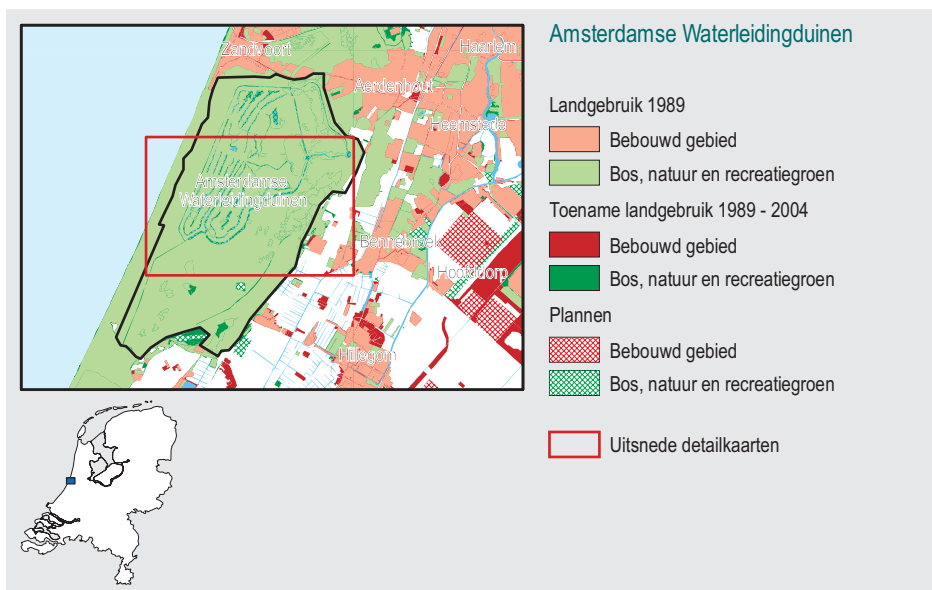 Amsterdamse Waterleidingduinen
Landgebruik 1989
Bebouwd gebied
Bos, natuur en recreatiegroen
Toename landgebruik 1989 - 2004
Bebouwd gebied
Bos, natuur en recreatiegroen
Plannen
Bebouwd gebied
Bos, natuur en recreatiegroen
Uitsnede detailkaarten
Zandvoort
Haarlem
Aerdenhout
Heemstede
Amsterdamse
Waterleidingduinen
Bennebroek
Hoofddorp
Hillegom